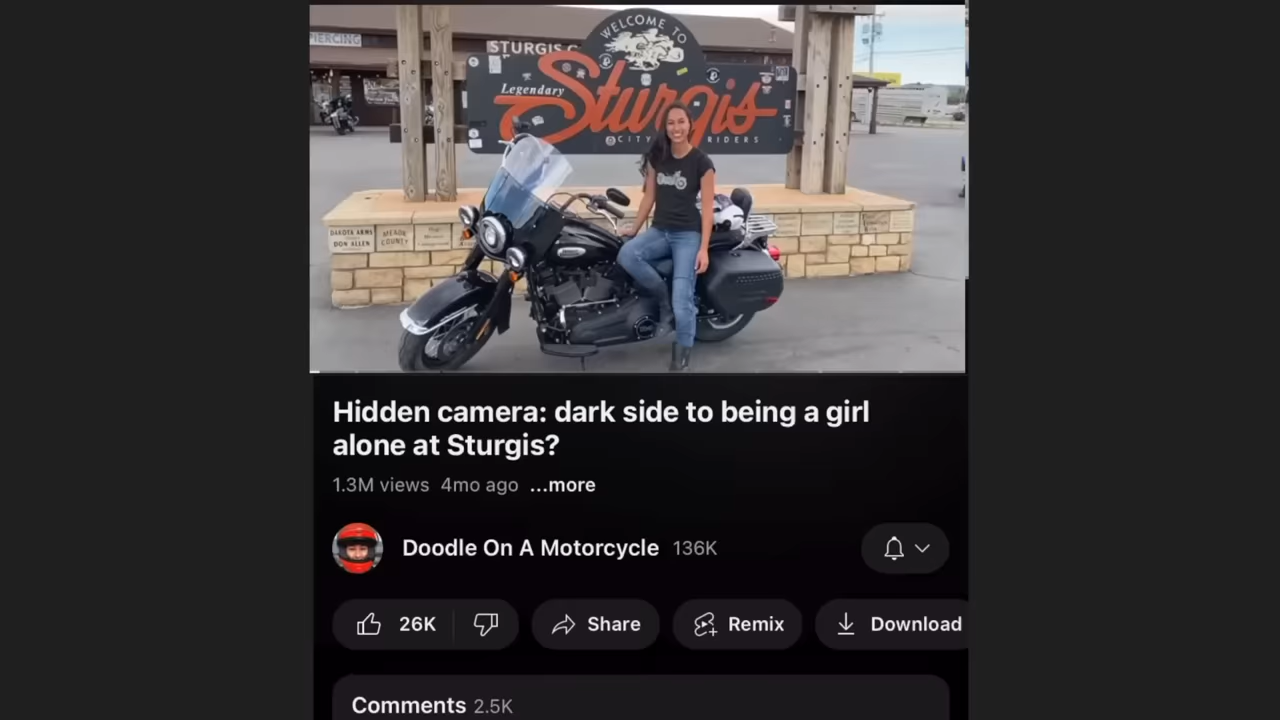 PIERCING
WELCOME TO
STURGIS
Legendary
Sturgis
CITY RIDERS
DAKOTA ARMS
DON ALLEN
MEADE
COUNTY
Hidden camera: dark side to being a girl
alone at Sturgis?
1.3M views 4mo ago ...more
Doodle On A Motorcycle 136K
26K Share Remix Download
Comments 2.5K